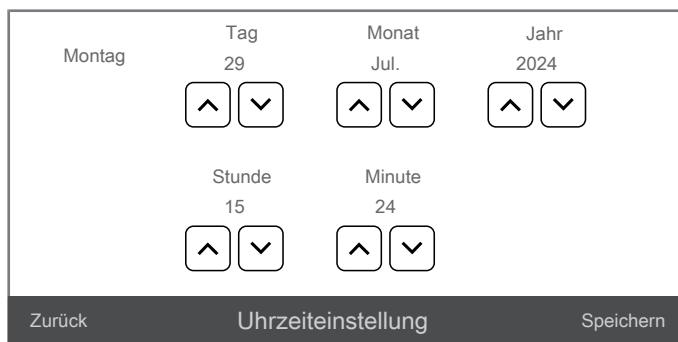 Tag Monat Jahr
Montag 29 Jul. 2024
Stunde Minute
15 24
Zurück Uhrzeiteinstellung Speichern